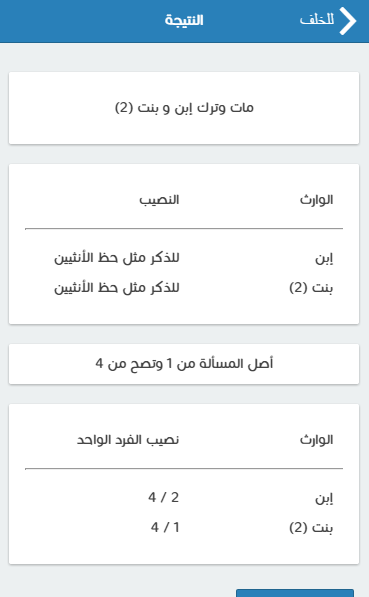 للخلف
النتيجة
مات وترك إبن و بنت (2)
الوارث النصيب
إبن للذكر مثل حظ الأنثيين
بنت (2) للذكر مثل حظ الأنثيين
أصل المسألة من 1 وتصح من 4
الوارث نصيب الفرد الواحد
إبن 2 / 4
بنت (2) 1 / 4